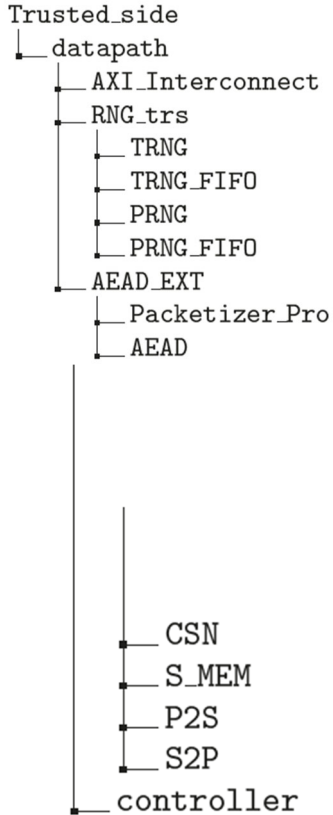 Trusted_side
datapath
AXI_Interconnect
RNG_trs
TRNG
TRNG_FIFO
PRNG
PRNG_FIFO
AEAD_EXT
Packetizer_Pro
AEAD
CSN
S_MEM
P2S
S2P
controller